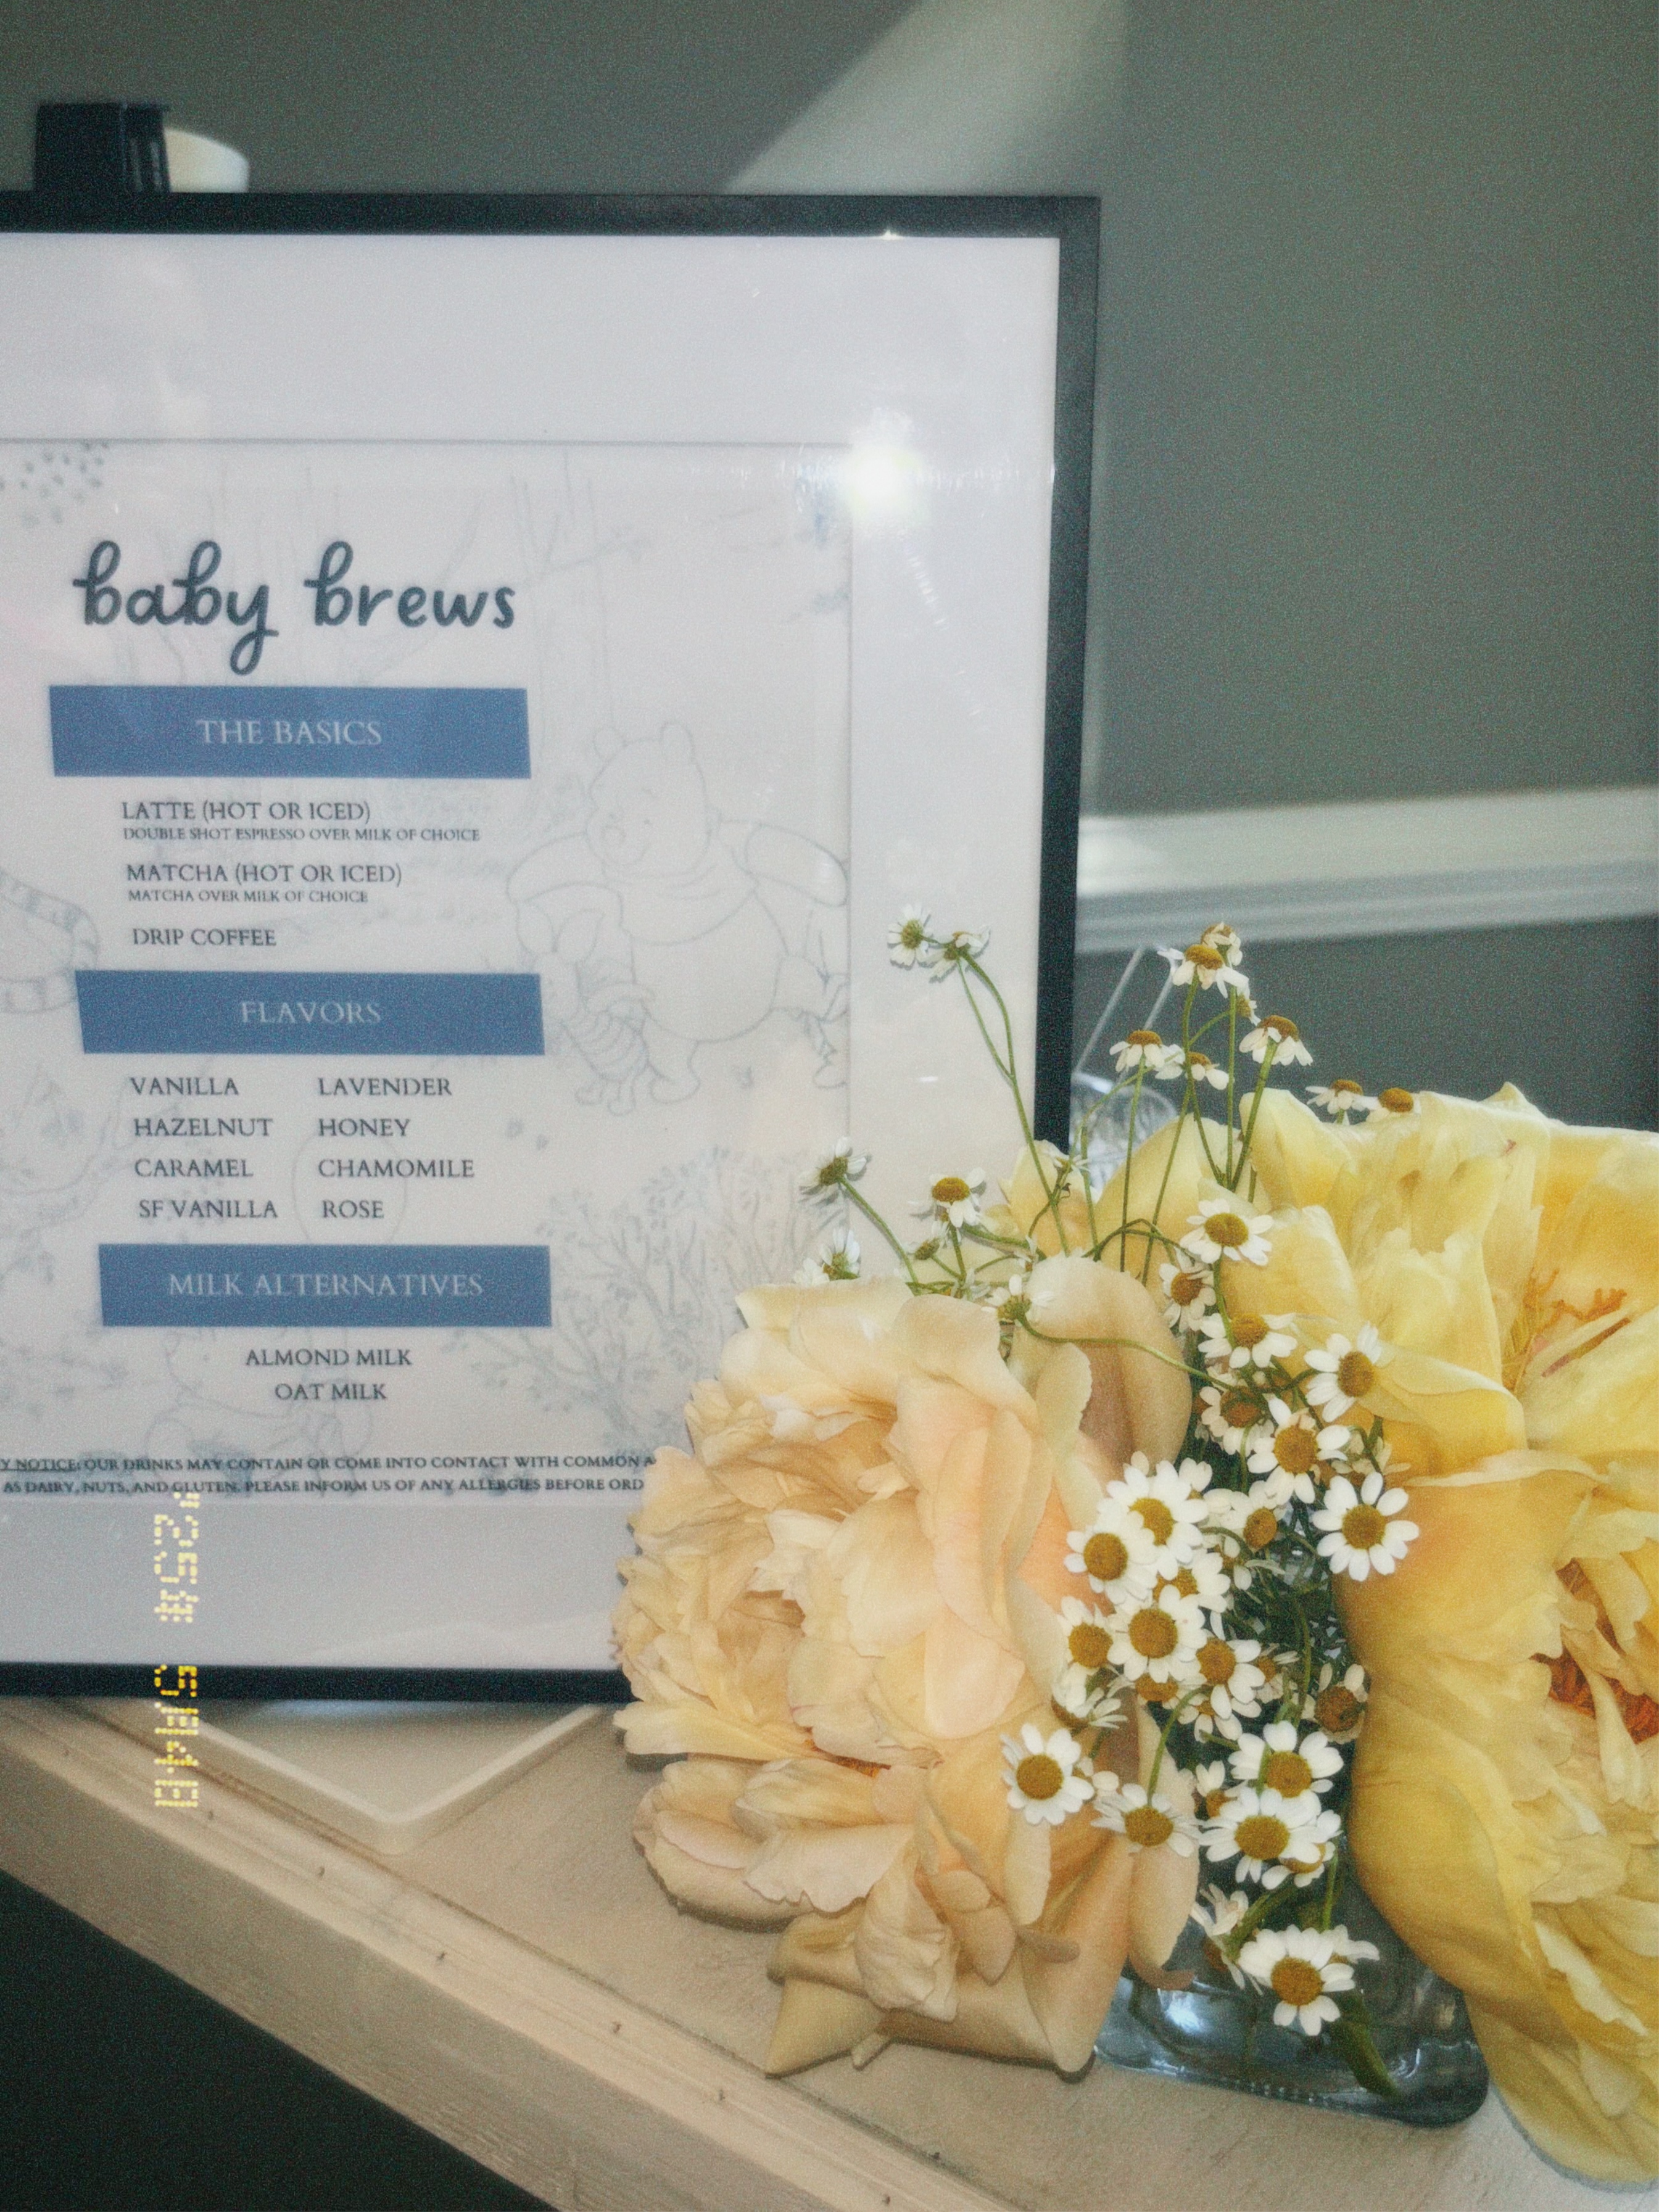 baby brews
THE BASICS
LATTE (HOT OR ICED)
DOUBLE SHOT ESPRESSO OVER MILK OF CHOICE
MATCHA (HOT OR ICED)
MATCHA OVER MILK OF CHOICE
DRIP COFFEE
FLAVORS
VANILLA LAVENDER
HAZELNUT HONEY
CARAMEL CHAMOMILE
SF VANILLA ROSE
MILK ALTERNATIVES
ALMOND MILK
OAT MILK
Y NOTICE: OUR DRINKS MAY CONTAIN OR COME INTO CONTACT WITH COMMON A
AS DAIRY, NUTS, AND GLUTEN. PLEASE INFORM US OF ANY ALLERGIES BEFORE ORD